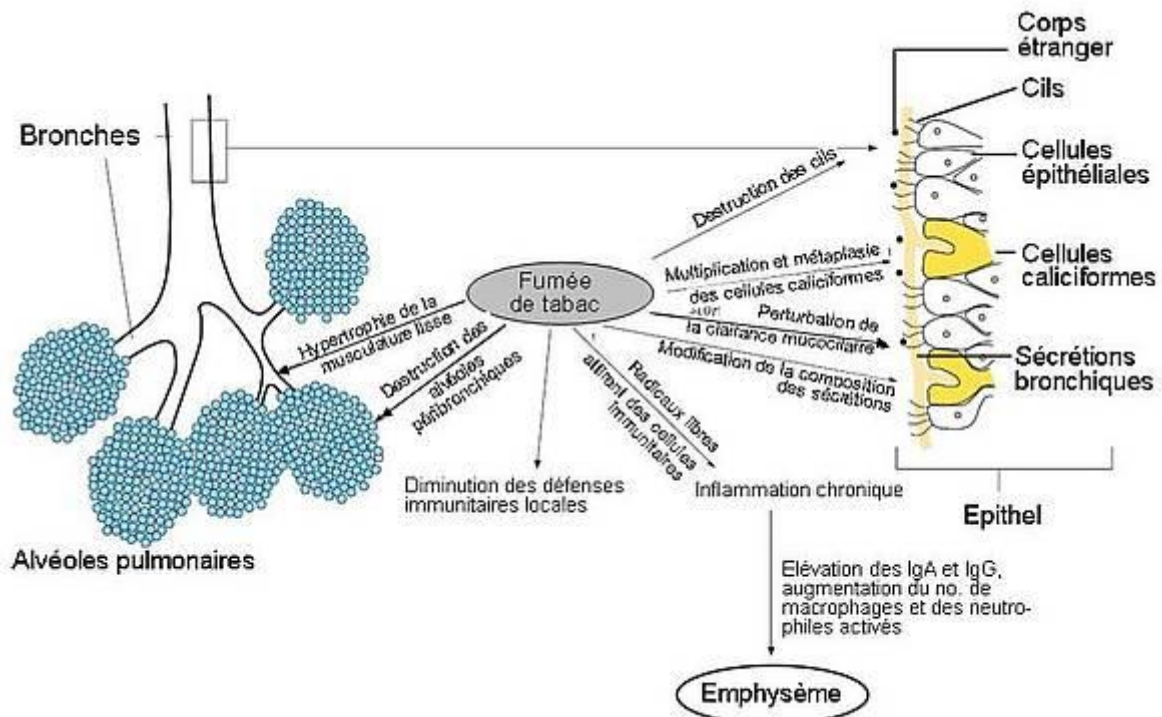 Corps
étranger
Cils
Bronches
Cellules
épithéliales
Destruction des cils
Multiplication et métaplasie
des cellules caliciformes
Cellules
caliciformes
Fumée
de tabac
Perturbation de
la clairance mucociliaire
Hypertrophie de la
musculature lisse
Modification de la composition
des sécrétions
Sécrétions
bronchiques
Destruction des
alvéoles
péribronchiques
Radicaux libres
attirent des cellules
immunitaires
Diminution des défenses
immunitaires locales
Inflammation chronique
Epithel
Alvéoles pulmonaires
Elévation des IgA et IgG,
augmentation du no. de
macrophages et des neutro-
philes activés
Emphysème